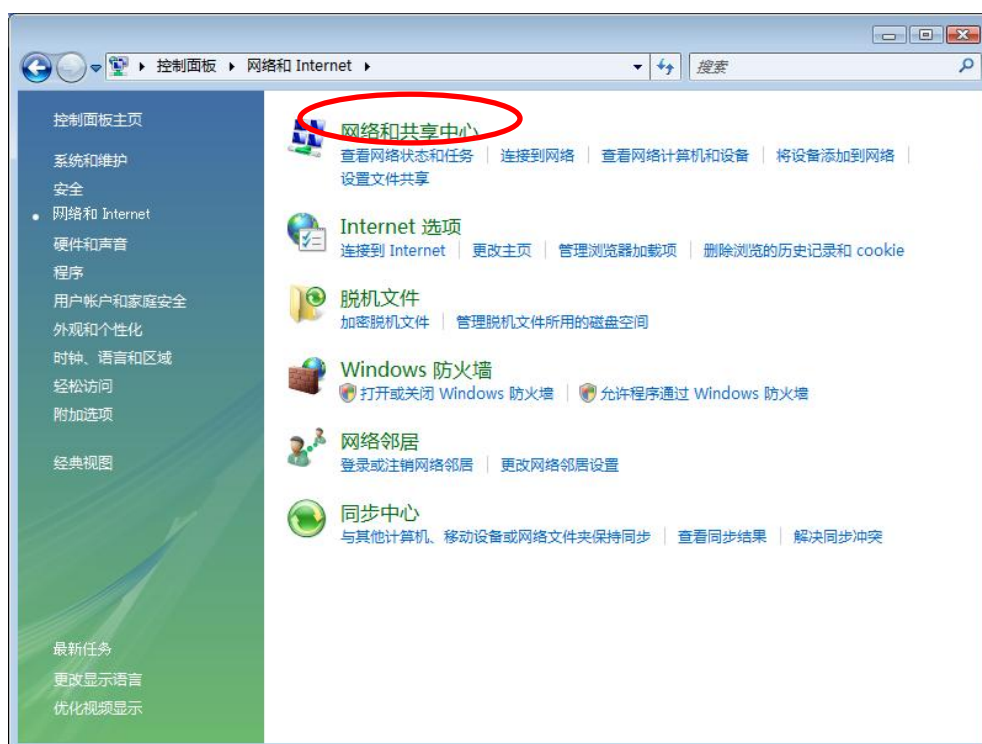 控制面板 网络和 Internet 搜索
控制面板主页
系统和维护
安全
网络和 Internet
硬件和声音
程序
用户帐户和家庭安全
外观和个性化
时钟、语言和区域
轻松访问
附加选项
经典视图
最新任务
更改显示语言
优化视频显示
网络和共享中心
查看网络状态和任务 连接到网络 查看网络计算机和设备 将设备添加到网络
设置文件共享
Internet 选项
连接到 Internet 更改主页 管理浏览器加载项 删除浏览的历史记录和 cookie
脱机文件
加密脱机文件 管理脱机文件所用的磁盘空间
Windows 防火墙
打开或关闭 Windows 防火墙 允许程序通过 Windows 防火墙
网络邻居
登录或注销网络邻居 更改网络邻居设置
同步中心
与其他计算机、移动设备或网络文件夹保持同步 查看同步结果 解决同步冲突